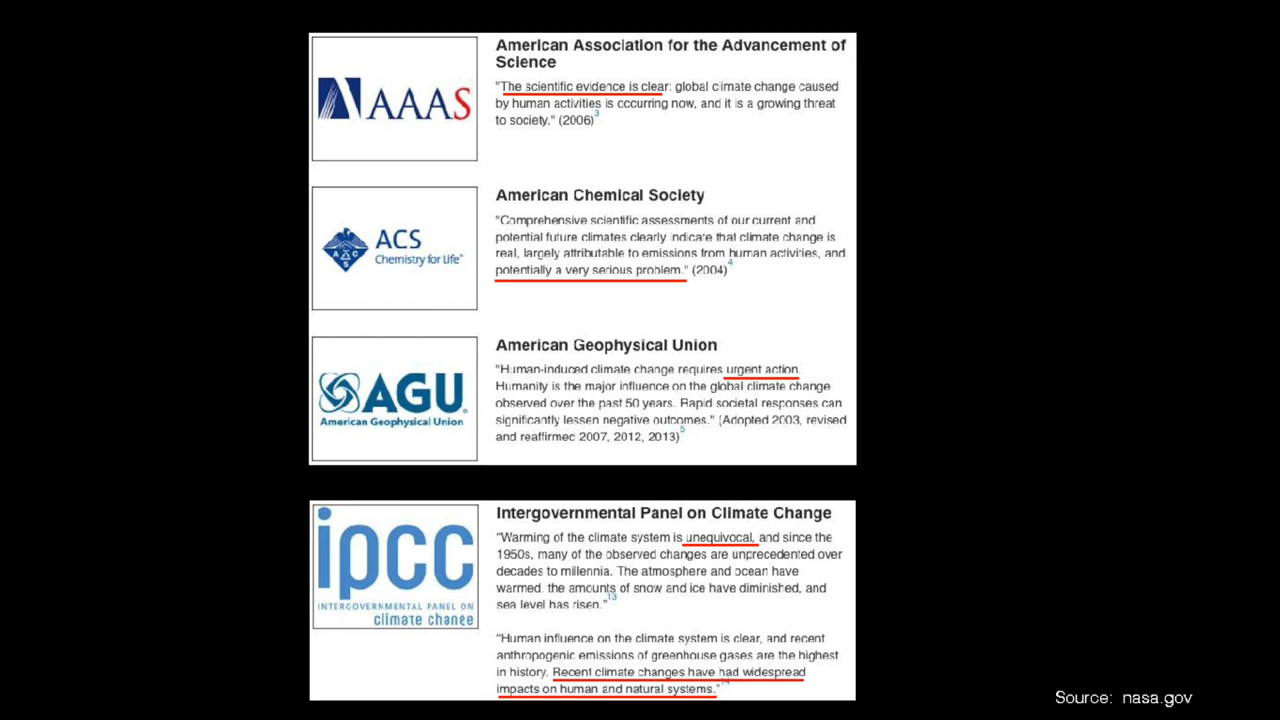 AAAS
American Association for the Advancement of
Science
"The scientific evidence is clear: global climate change caused
by human activities is occurring now, and it is a growing threat
to society." (2006)3
ACS
Chemistry for Life
A C S
American Chemical Society
"Comprehensive scientific assessments of our current and
potential future climates clearly indicate that climate change is
real, largely attributable to emissions from human activities, and
potentially a very serious problem." (2004)4
AGU
American Geophysical Union
American Geophysical Union
"Human-induced climate change requires urgent action.
Humanity is the major influence on the global climate change
observed over the past 50 years. Rapid societal responses can
significantly lessen negative outcomes." (Adopted 2003, revised
and reaffirmed 2007, 2012, 2013)5
ipcc
INTERGOVERNMENTAL PANEL ON
climate change
Intergovernmental Panel on Climate Change
“Warming of the climate system is unequivocal, and since the
1950s, many of the observed changes are unprecedented over
decades to millennia. The atmosphere and ocean have
warmed, the amounts of snow and ice have diminished, and
sea level has risen.”13
“Human influence on the climate system is clear, and recent
anthropogenic emissions of greenhouse gases are the highest
in history. Recent climate changes have had widespread
impacts on human and natural systems.”14
Source: nasa.gov